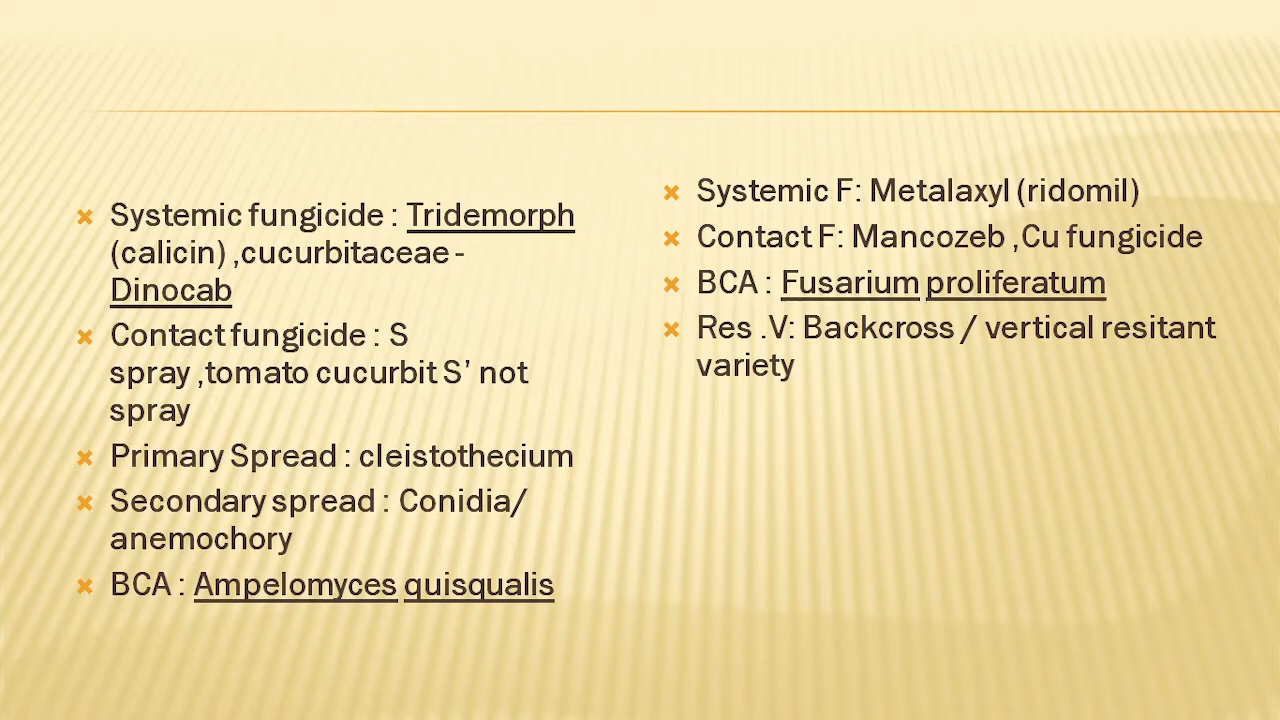 Systemic fungicide : Tridemorph
(calicin) ,cucurbitaceae -
Dinocab
Contact fungicide : S
spray ,tomato cucurbit S’ not
spray
Primary Spread : cleistothecium
Secondary spread : Conidia/
anemochory
BCA : Ampelomyces quisqualis
Systemic F: Metalaxyl (ridomil)
Contact F: Mancozeb ,Cu fungicide
BCA : Fusarium proliferatum
Res .V: Backcross / vertical resitant
variety